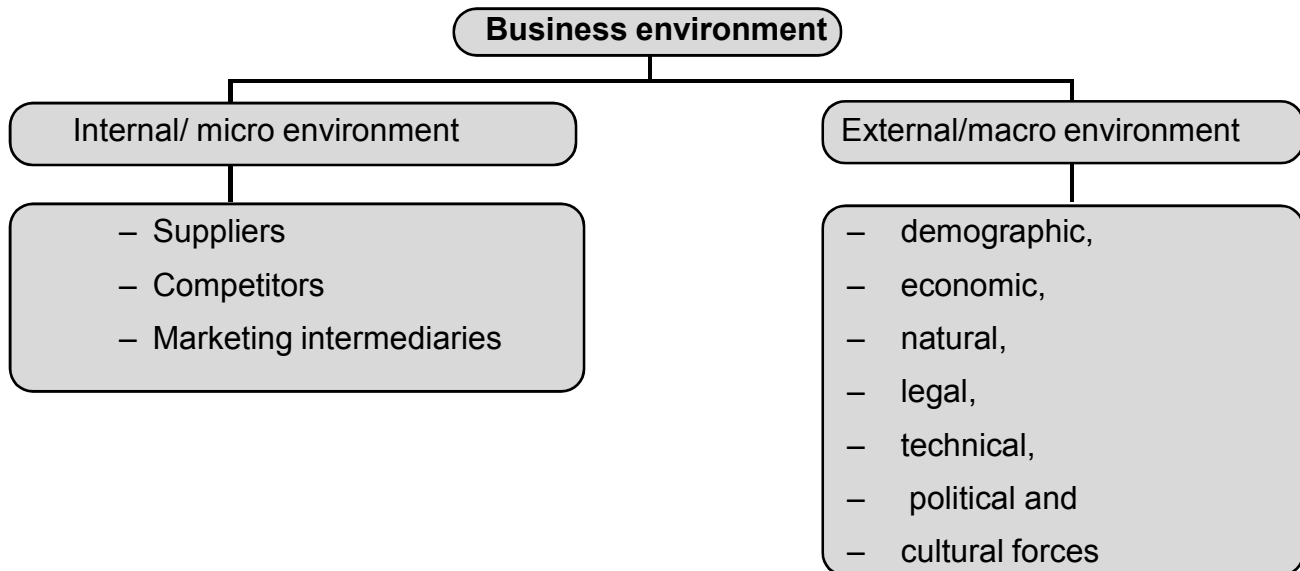 Business environment
Internal/ micro environment
– Suppliers
– Competitors
– Marketing intermediaries
External/macro environment
– demographic,
– economic,
– natural,
– legal,
– technical,
– political and
– cultural forces